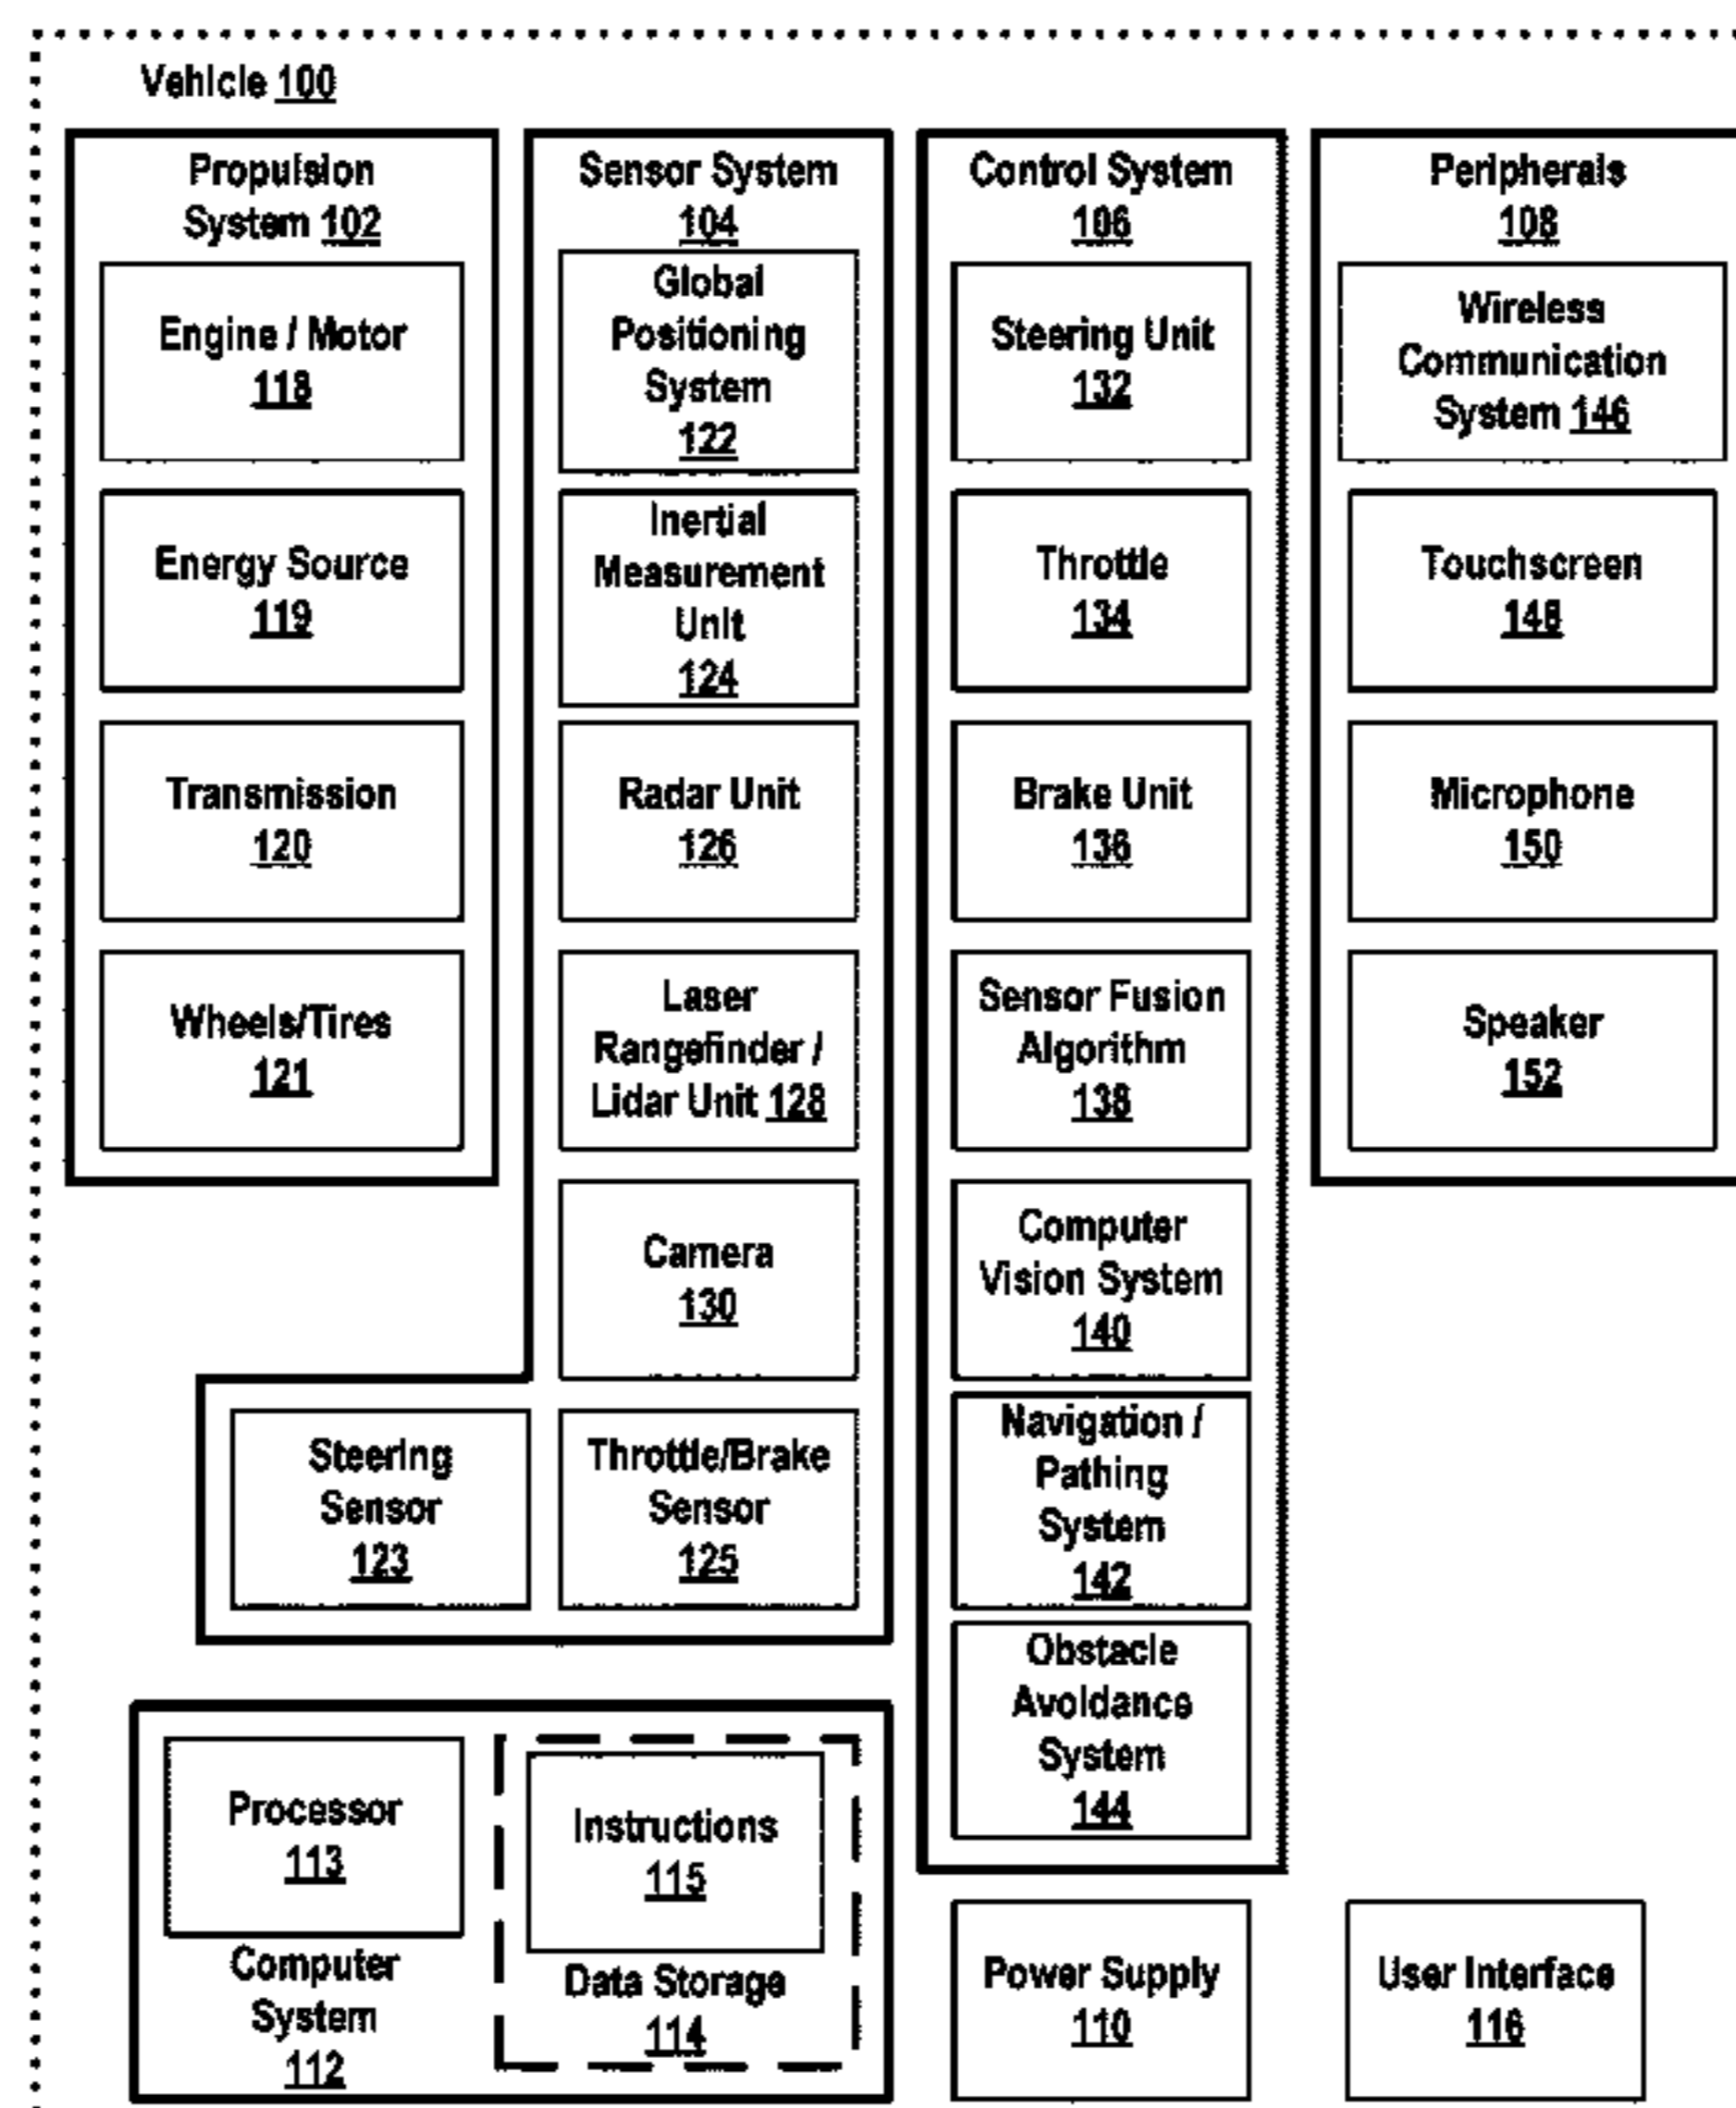 Vehicle 100
Propulsion
System 102
Engine / Motor
118
Energy Source
119
Transmission
120
Wheels/Tires
121
Sensor System
104
Global
Positioning
System
122
Inertial
Measurement
Unit
124
Radar Unit
126
Laser
Rangefinder /
Lidar Unit 128
Camera
130
Steering
Sensor
123
Throttle/Brake
Sensor
125
Control System
106
Steering Unit
132
Throttle
134
Brake Unit
136
Sensor Fusion
Algorithm
138
Computer
Vision System
140
Navigation /
Pathing
System
142
Obstacle
Avoidance
System
144
Peripherals
108
Wireless
Communication
System 146
Touchscreen
148
Microphone
150
Speaker
152
Processor
113
Computer
System
112
Instructions
115
Data Storage
114
Power Supply
110
User Interface
116